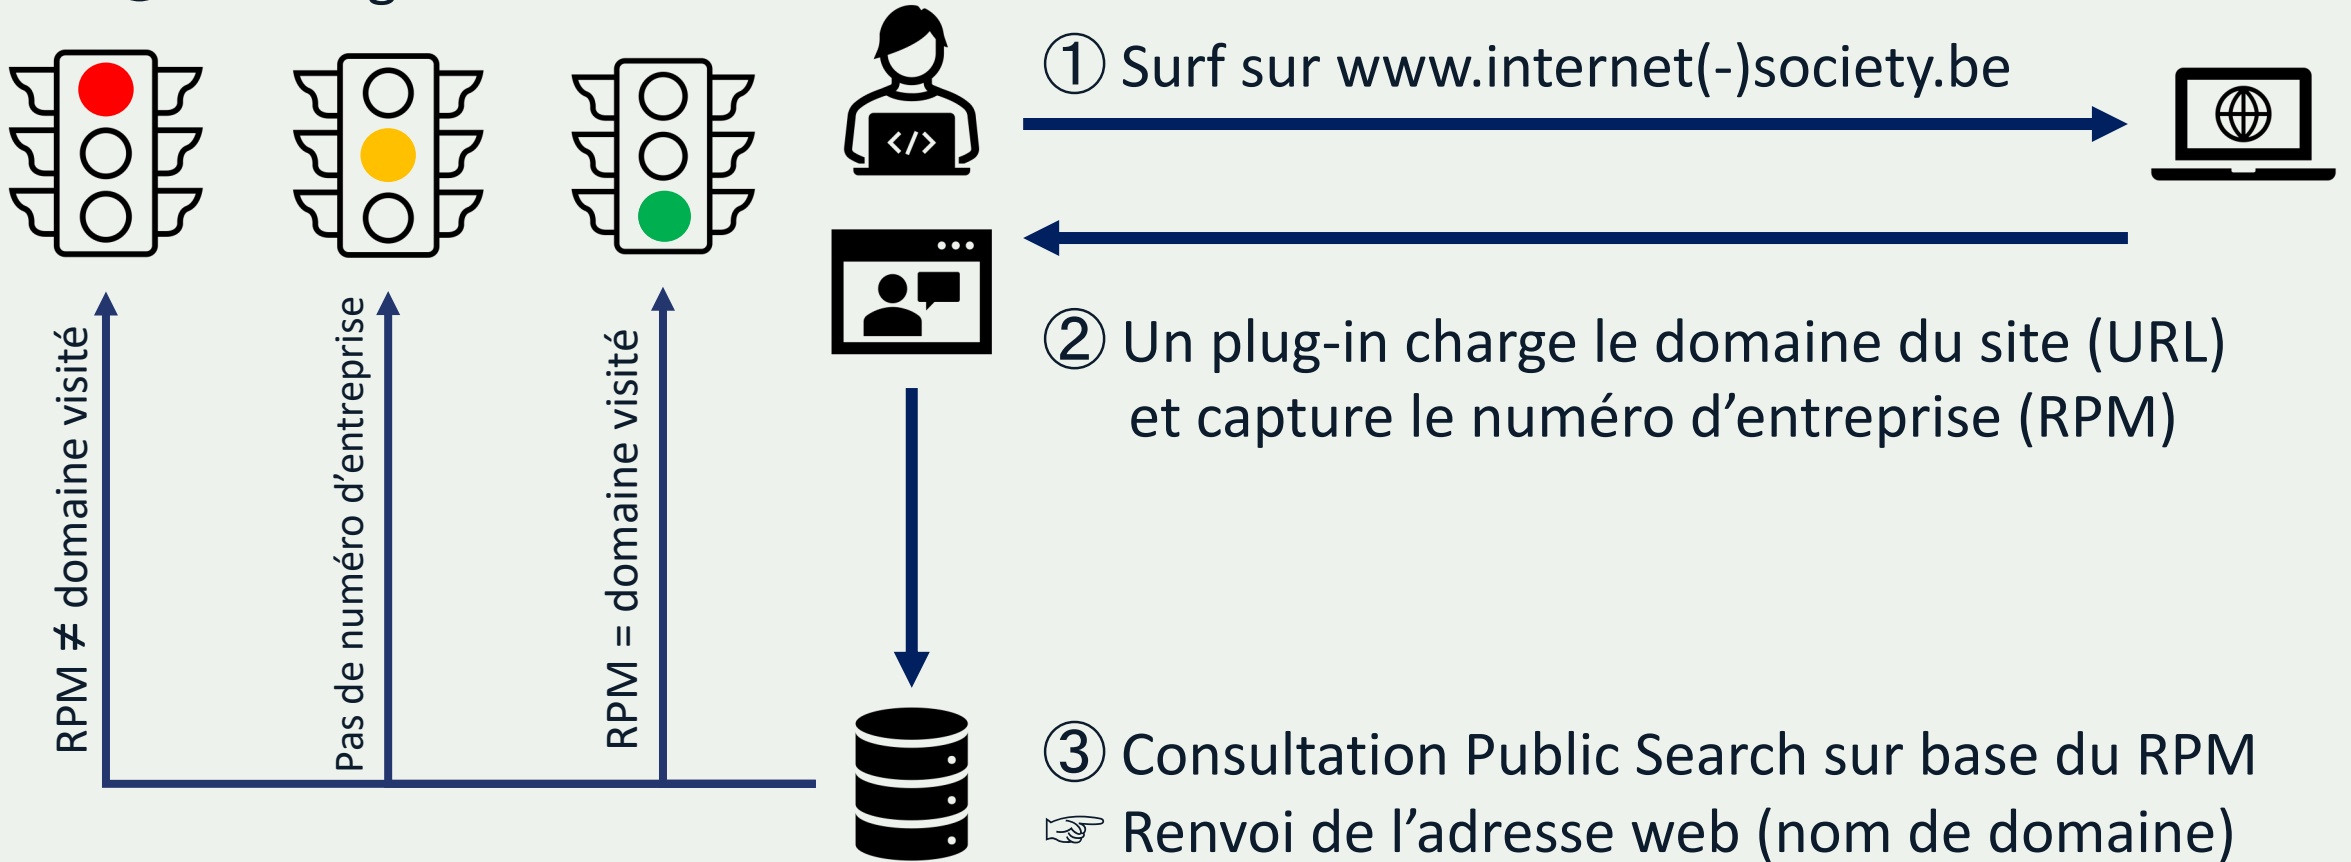 ① Surf sur www.internet(-)society.be
② Un plug-in charge le domaine du site (URL)
et capture le numéro d’entreprise (RPM)
③ Consultation Public Search sur base du RPM
☞ Renvoi de l’adresse web (nom de domaine)
RPM ≠ domaine visité
Pas de numéro d’entreprise
RPM = domaine visité